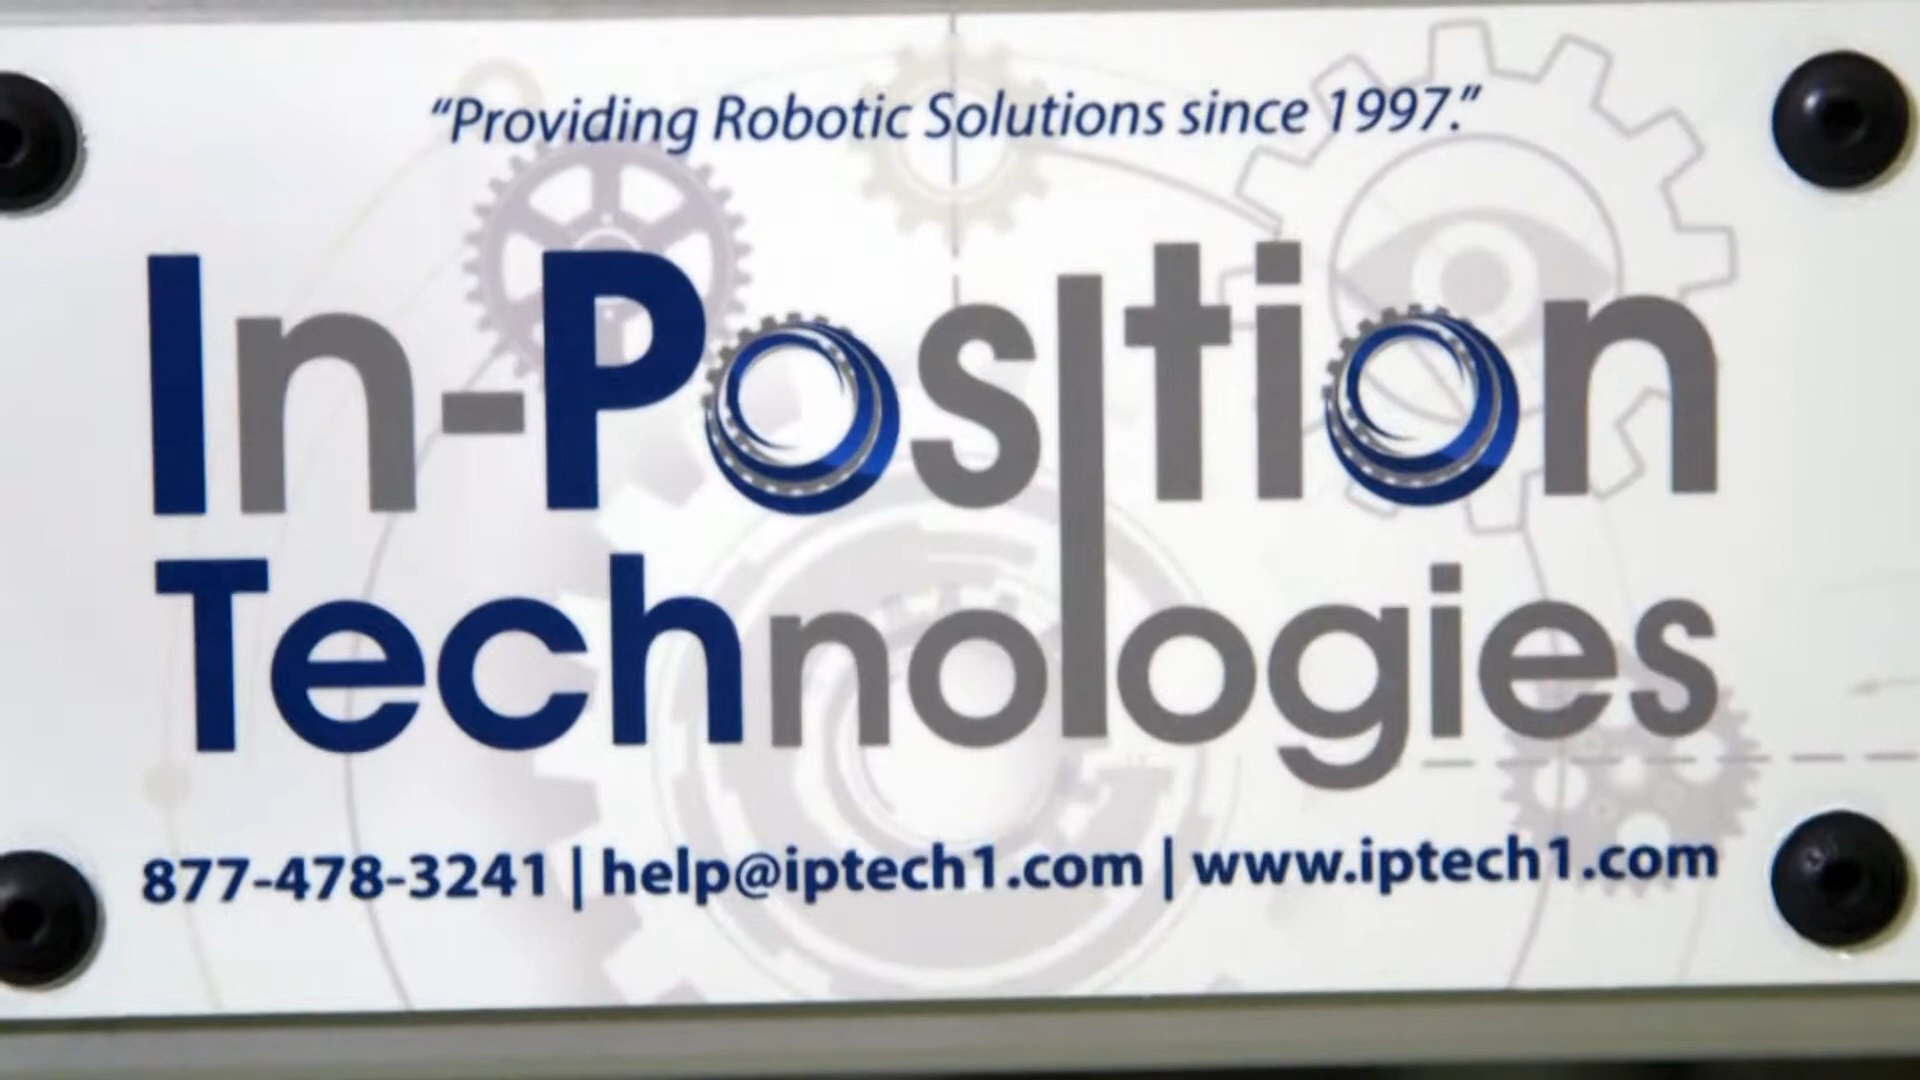 “Providing Robotic Solutions since 1997.”
In-Position
Technologies
877-478-3241 | help@iptech1.com | www.iptech1.com